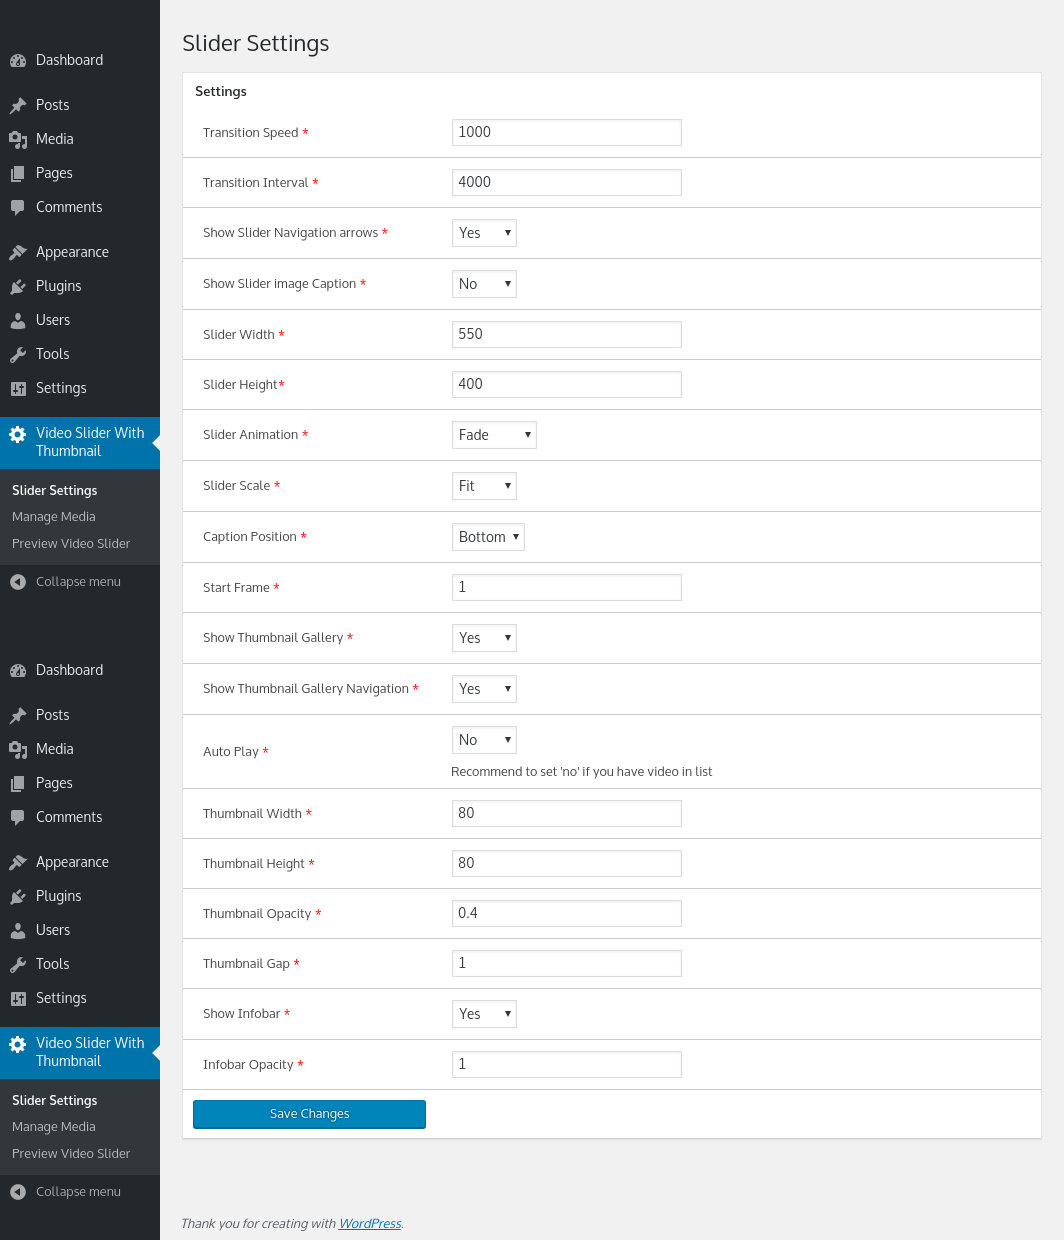 Dashboard
Posts
Media
Pages
Comments
Appearance
Plugins
Users
Tools
Settings
Video Slider With
Thumbnail
Slider Settings
Manage Media
Preview Video Slider
Collapse menu
Dashboard
Posts
Media
Pages
Comments
Appearance
Plugins
Users
Tools
Settings
Video Slider With
Thumbnail
Slider Settings
Manage Media
Preview Video Slider
Collapse menu
Slider Settings
Settings
Transition Speed * 1000
Transition Interval * 4000
Show Slider Navigation arrows * Yes
Show Slider image Caption * No
Slider Width * 550
Slider Height* 400
Slider Animation * Fade
Slider Scale * Fit
Caption Position * Bottom
Start Frame * 1
Show Thumbnail Gallery * Yes
Show Thumbnail Gallery Navigation * Yes
Auto Play * No
Recommend to set 'no' if you have video in list
Thumbnail Width * 80
Thumbnail Height * 80
Thumbnail Opacity * 0.4
Thumbnail Gap * 1
Show Infobar * Yes
Infobar Opacity * 1
Save Changes
Thank you for creating with WordPress.